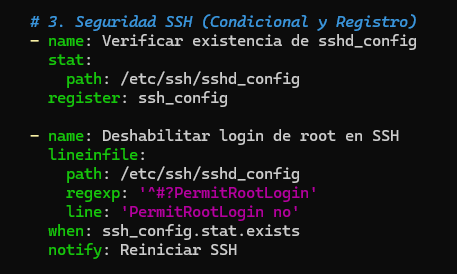 # 3. Seguridad SSH (Condicional y Registro)
- name: Verificar existencia de sshd_config
  stat:
    path: /etc/ssh/sshd_config
  register: ssh_config

- name: Deshabilitar login de root en SSH
  lineinfile:
    path: /etc/ssh/sshd_config
    regexp: '^#?PermitRootLogin'
    line: 'PermitRootLogin no'
  when: ssh_config.stat.exists
  notify: Reiniciar SSH